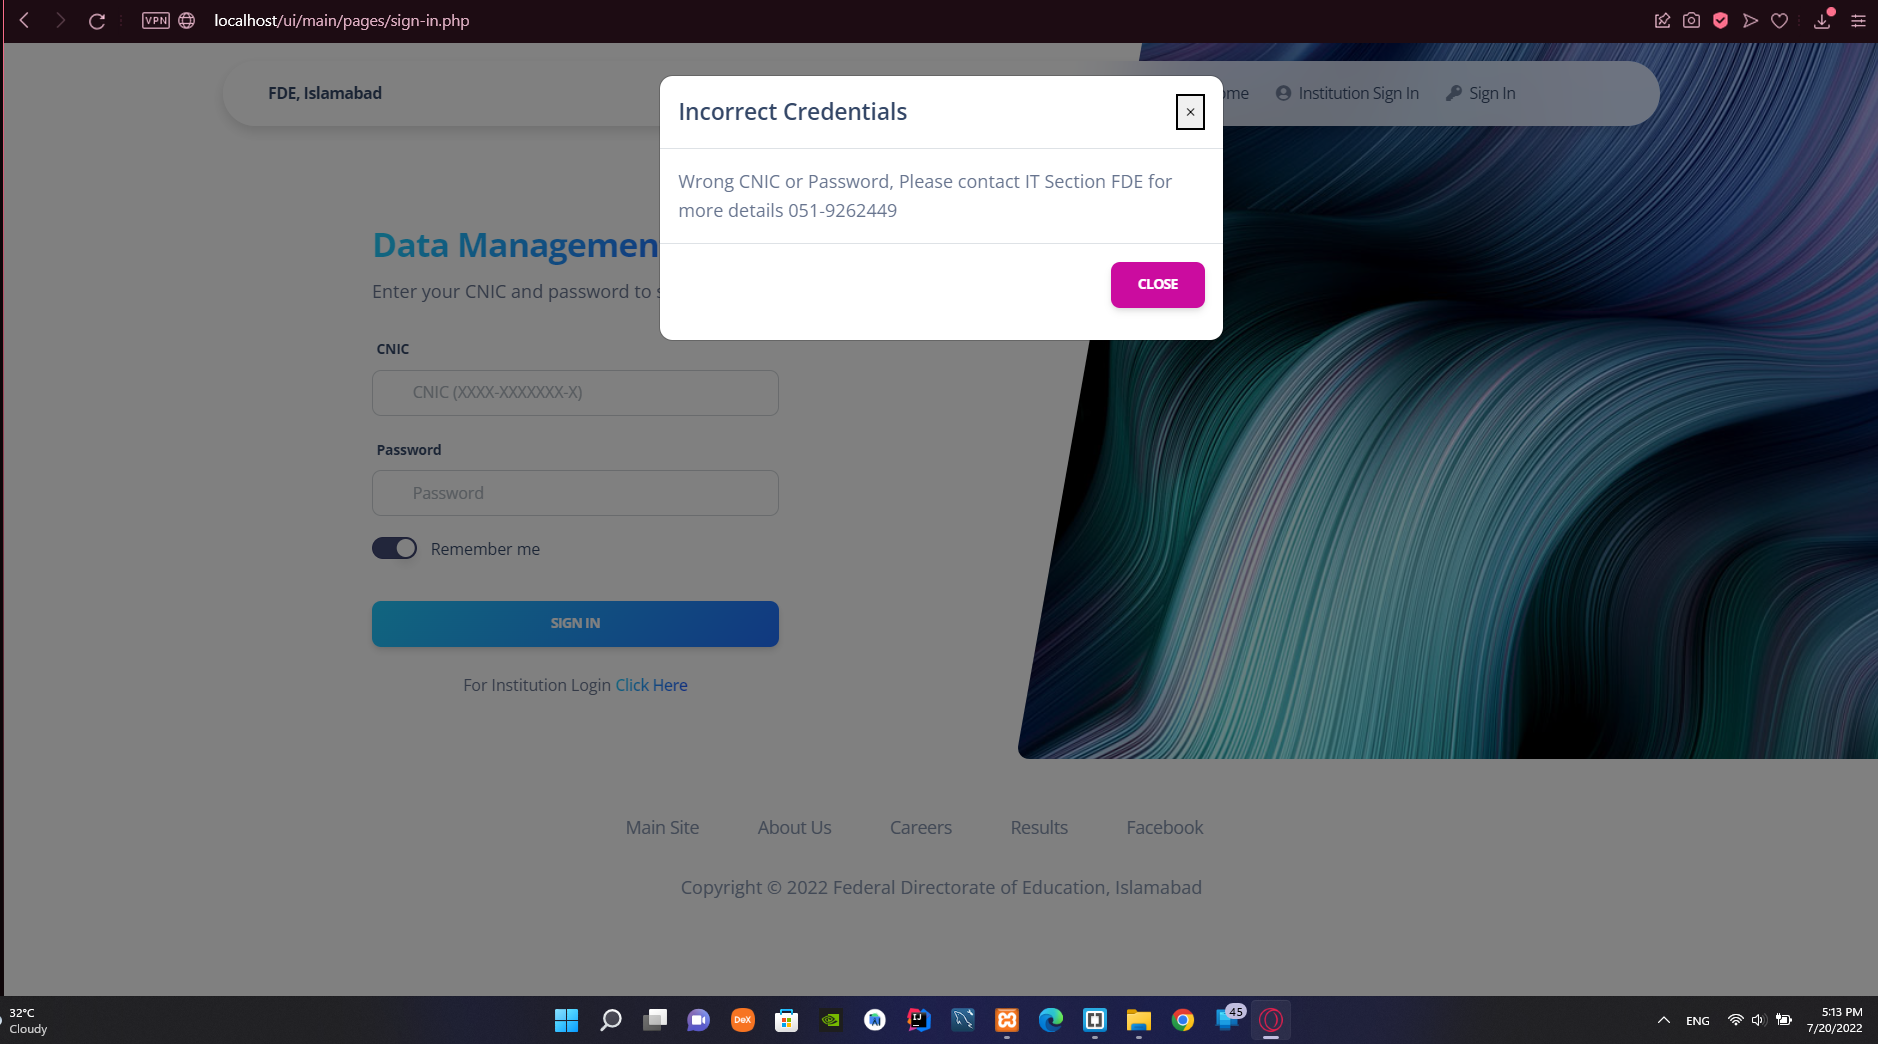 VPN
localhost/ui/main/pages/sign-in.php
FDE, Islamabad
Institution Sign In
Sign In
Incorrect Credentials
×
Wrong CNIC or Password, Please contact IT Section FDE for
more details 051-9262449
CLOSE
Data
Enter your CNIC and password to
CNIC
CNIC (XXXX-XXXXXXX-X)
Password
Password
Remember me
SIGN IN
For Institution Login Click Here
Main Site
About Us
Careers
Results
Facebook
Copyright © 2022 Federal Directorate of Education, Islamabad
32°C
Cloudy
DeX
45
ENG
5:13 PM
7/20/2022